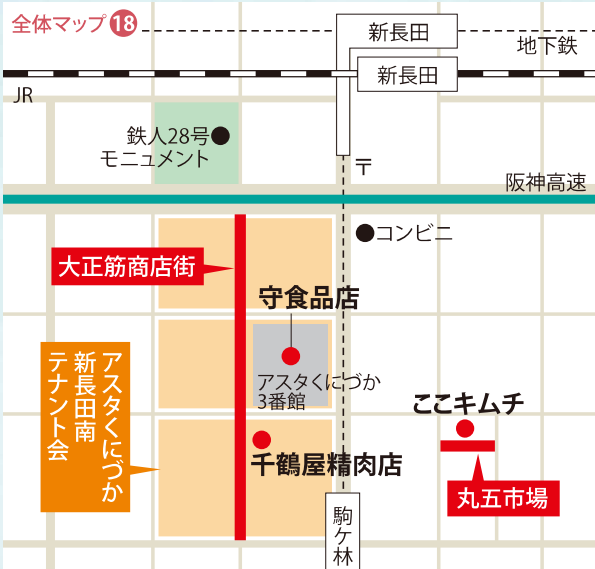 全体マップ 18
新長田
地下鉄
新長田
JR
鉄人28号
モニュメント
〒
阪神高速
コンビニ
大正筋商店街
守食品店
アスタくにづか
3番館
アスタくにづか
新長田南
テナント会
ここキムチ
千鶴屋精肉店
丸五市場
駒ケ林